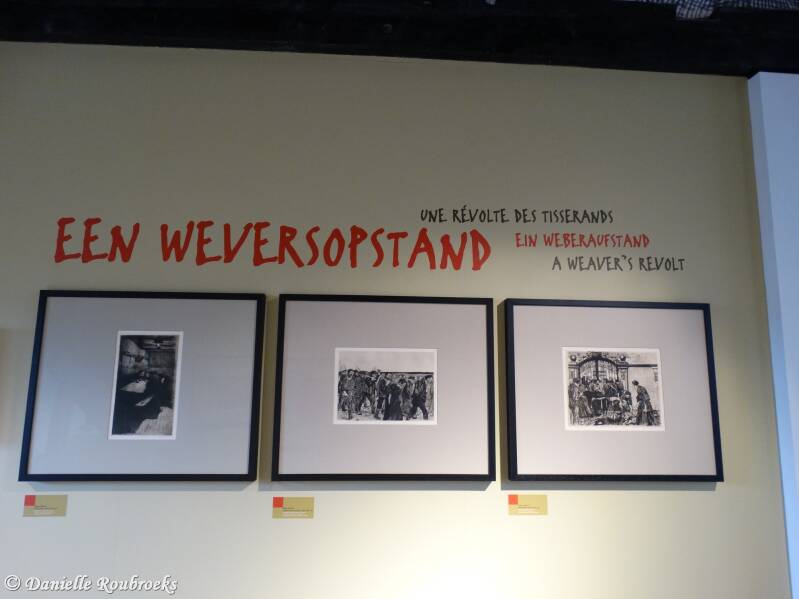 EEN WEVERSOPSTAND
UNE RÉVOLTE DES TISSERANDS
EIN WEBERAUFSTAND
A WEAVER'S REVOLT
© Danielle Roubroeks